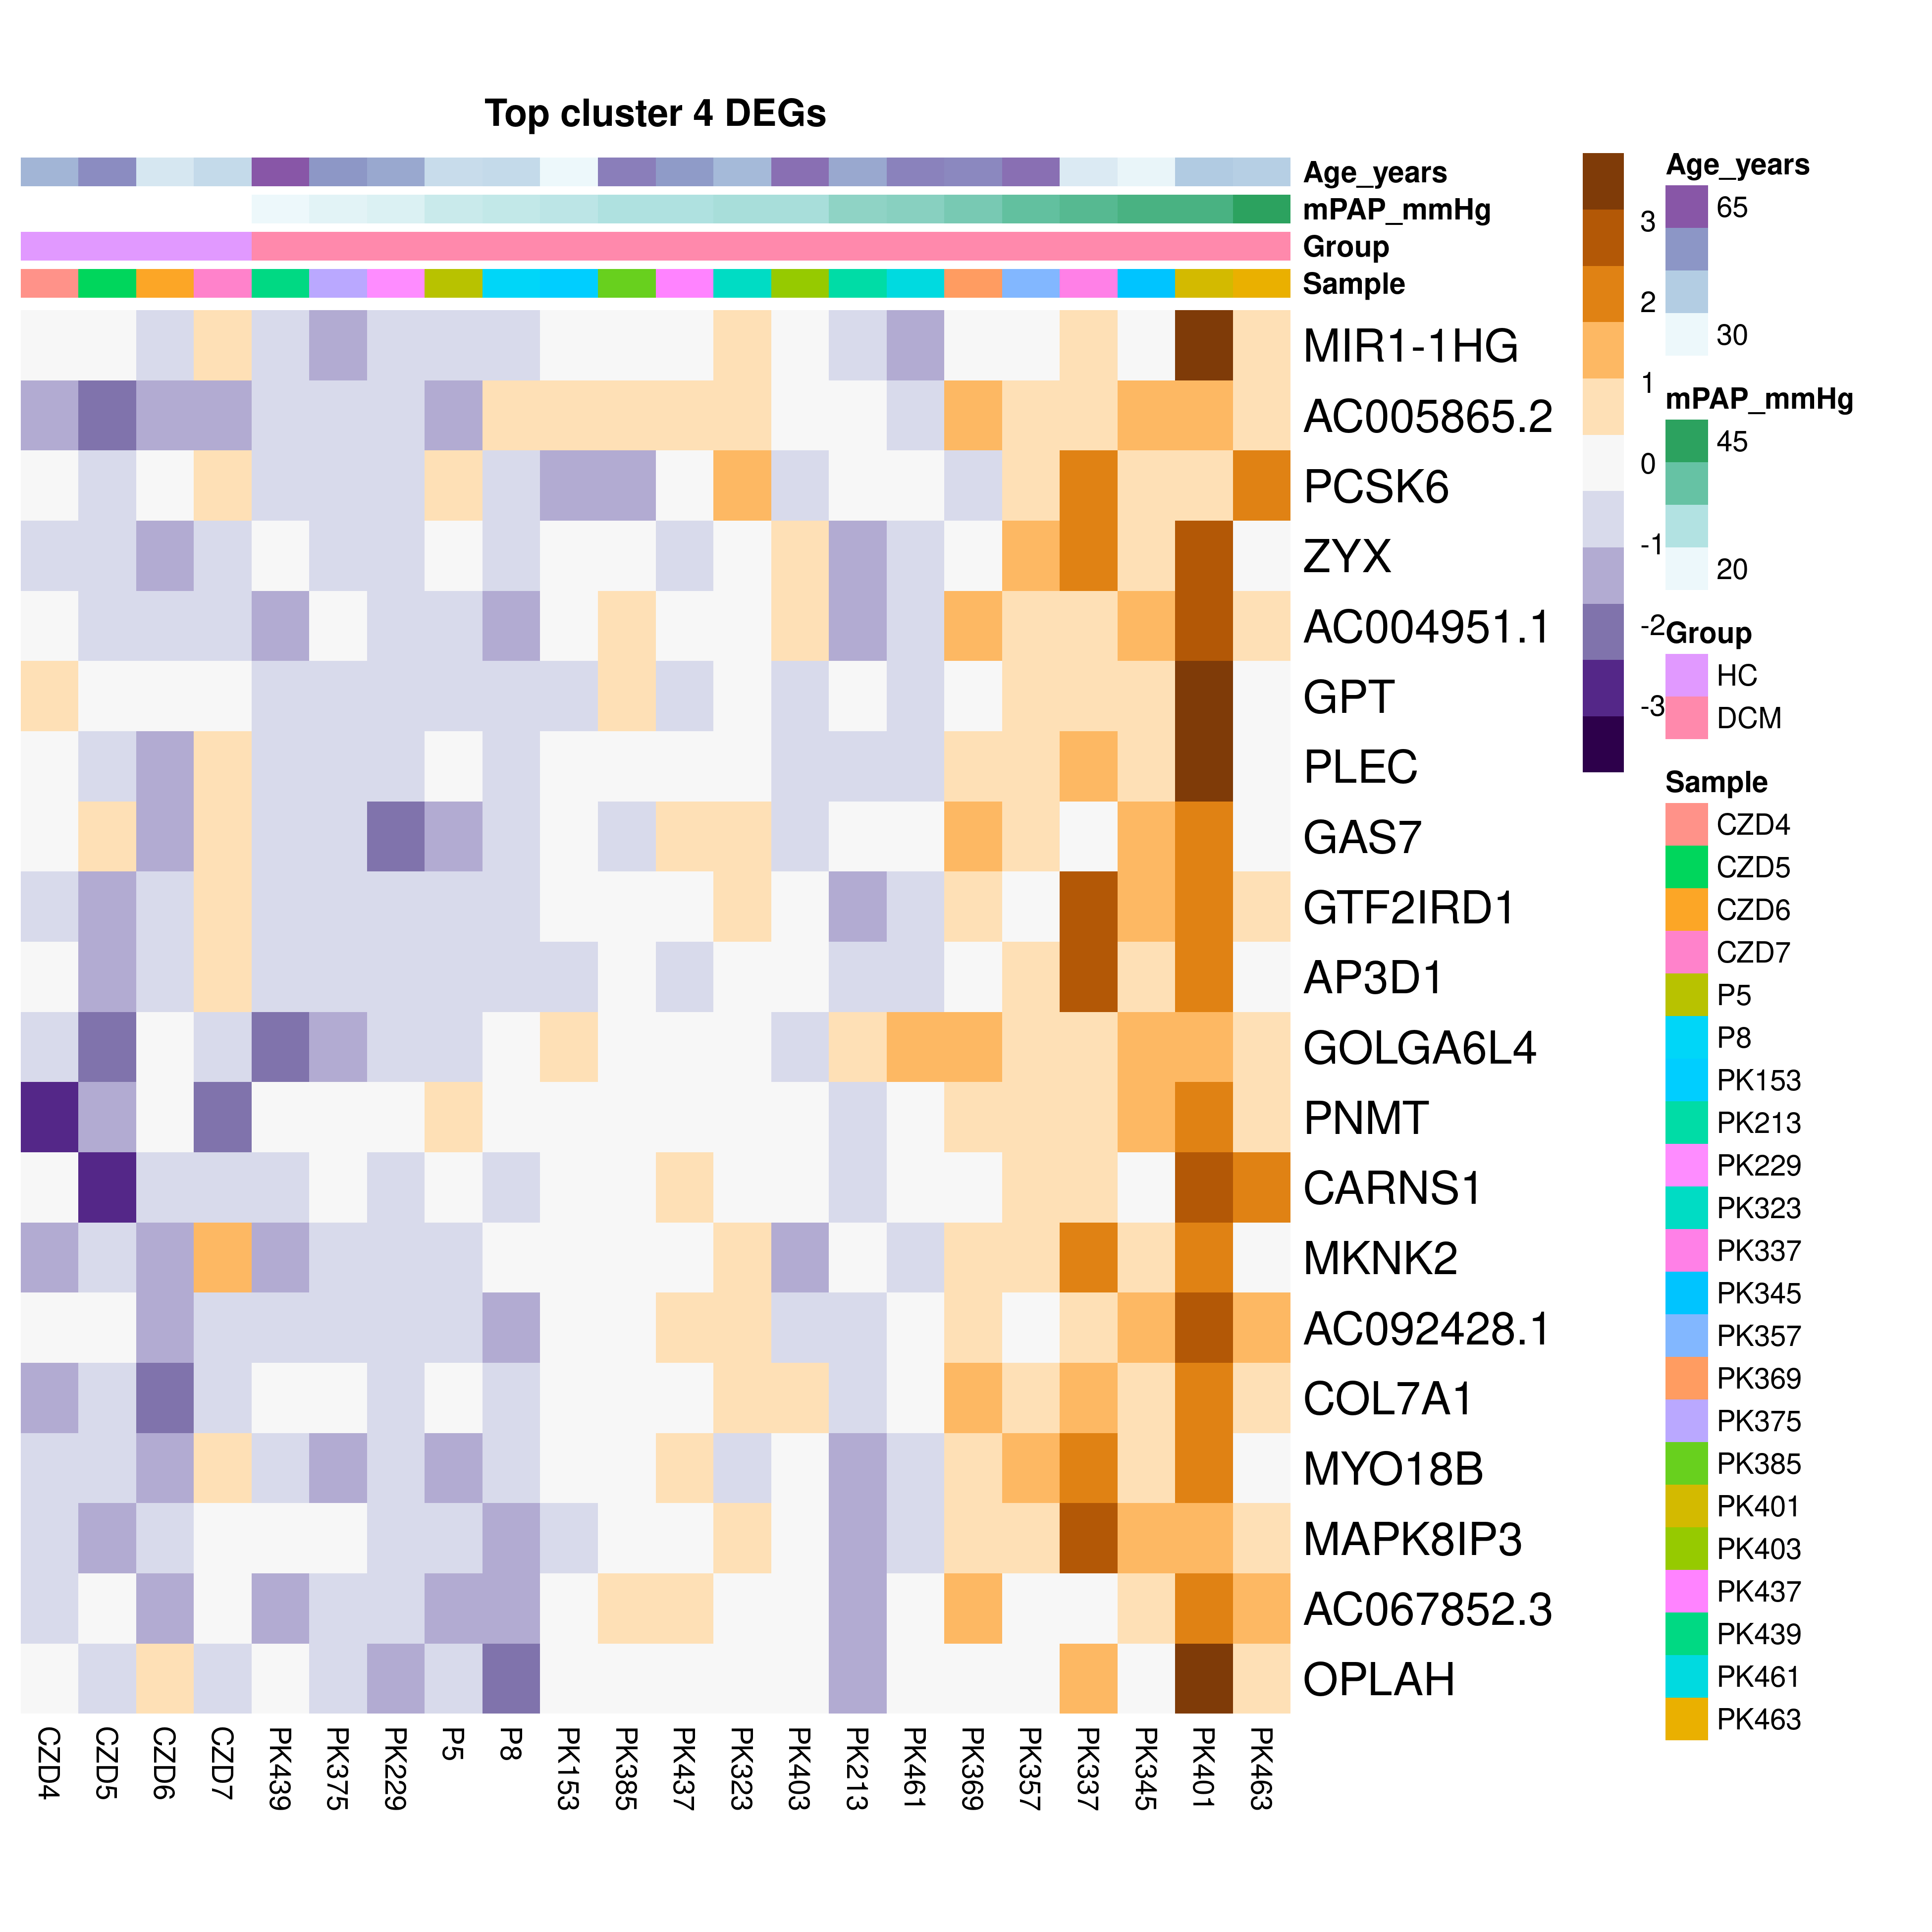 Top cluster 4 DEGs
Age_years
mPAP_mmHg
Group
Sample
MIR1-1HG
AC005865.2
PCSK6
ZYX
AC004951.1
GPT
PLEC
GAS7
GTF2IRD1
AP3D1
GOLGA6L4
PNMT
CARNS1
MKNK2
AC092428.1
COL7A1
MYO18B
MAPK8IP3
AC067852.3
OPLAH
CZD4
CZD5
CZD6
CZD7
PK439
PK375
PK229
P5
P8
PK153
PK385
PK437
PK323
PK403
PK213
PK461
PK369
PK357
PK337
PK345
PK401
PK463
3
2
1
0
-1
-2
-3
Age_years
65
30
mPAP_mmHg
45
20
Group
HC
DCM
Sample
CZD4
CZD5
CZD6
CZD7
P5
P8
PK153
PK213
PK229
PK323
PK337
PK345
PK357
PK369
PK375
PK385
PK401
PK403
PK437
PK439
PK461
PK463